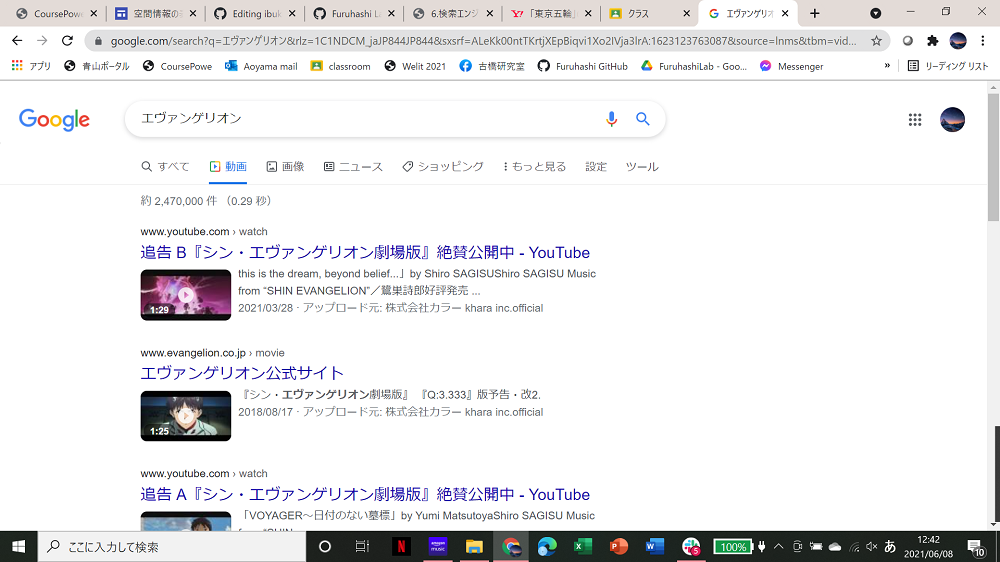 CoursePowe
空間情報の
Editing ibuk
Furuhashi La
6.検索エンジ
「東京五輪」
クラス
エヴァンゲリオ
google.com/search?q=エヴァンゲリオン&rlz=1C1NDCM_jaJP844JP844&sxsrf=ALeKk00ntTKrtjXEpBiqvi1Xo2IVja3IrA:1623123763087&source=lnms&tbm=vid...
アプリ
青山ポータル
CoursePowe
Aoyama mail
classroom
Welit 2021
古橋研究室
Furuhashi GitHub
FuruhashiLab - Goo...
Messenger
»
リーディング リスト
Google
エヴァンゲリオン
すべて
動画
画像
ニュース
ショッピング
もっと見る
設定
ツール
約 2,470,000 件 （0.29 秒）
www.youtube.com › watch
追告 B『シン・エヴァンゲリオン劇場版』絶賛公開中 - YouTube
this is the dream, beyond belief...」by Shiro SAGISUShiro SAGISU Music
from “SHIN EVANGELION”／鷺巣詩郎好評発売 ...
1:29
2021/03/28 · アップロード元: 株式会社カラー khara inc.official
www.evangelion.co.jp › movie
エヴァンゲリオン公式サイト
『シン・エヴァンゲリオン劇場版』 『Q:3.333』版予告・改2.
2018/08/17 · アップロード元: 株式会社カラー khara inc.official
1:25
www.youtube.com › watch
追告 A『シン・エヴァンゲリオン劇場版』絶賛公開中 - YouTube
「VOYAGER～日付のない墓標」by Yumi MatsutoyaShiro SAGISU Music
ここに入力して検索
amazon
music
5
100%
あ
12:42
2021/06/08
10